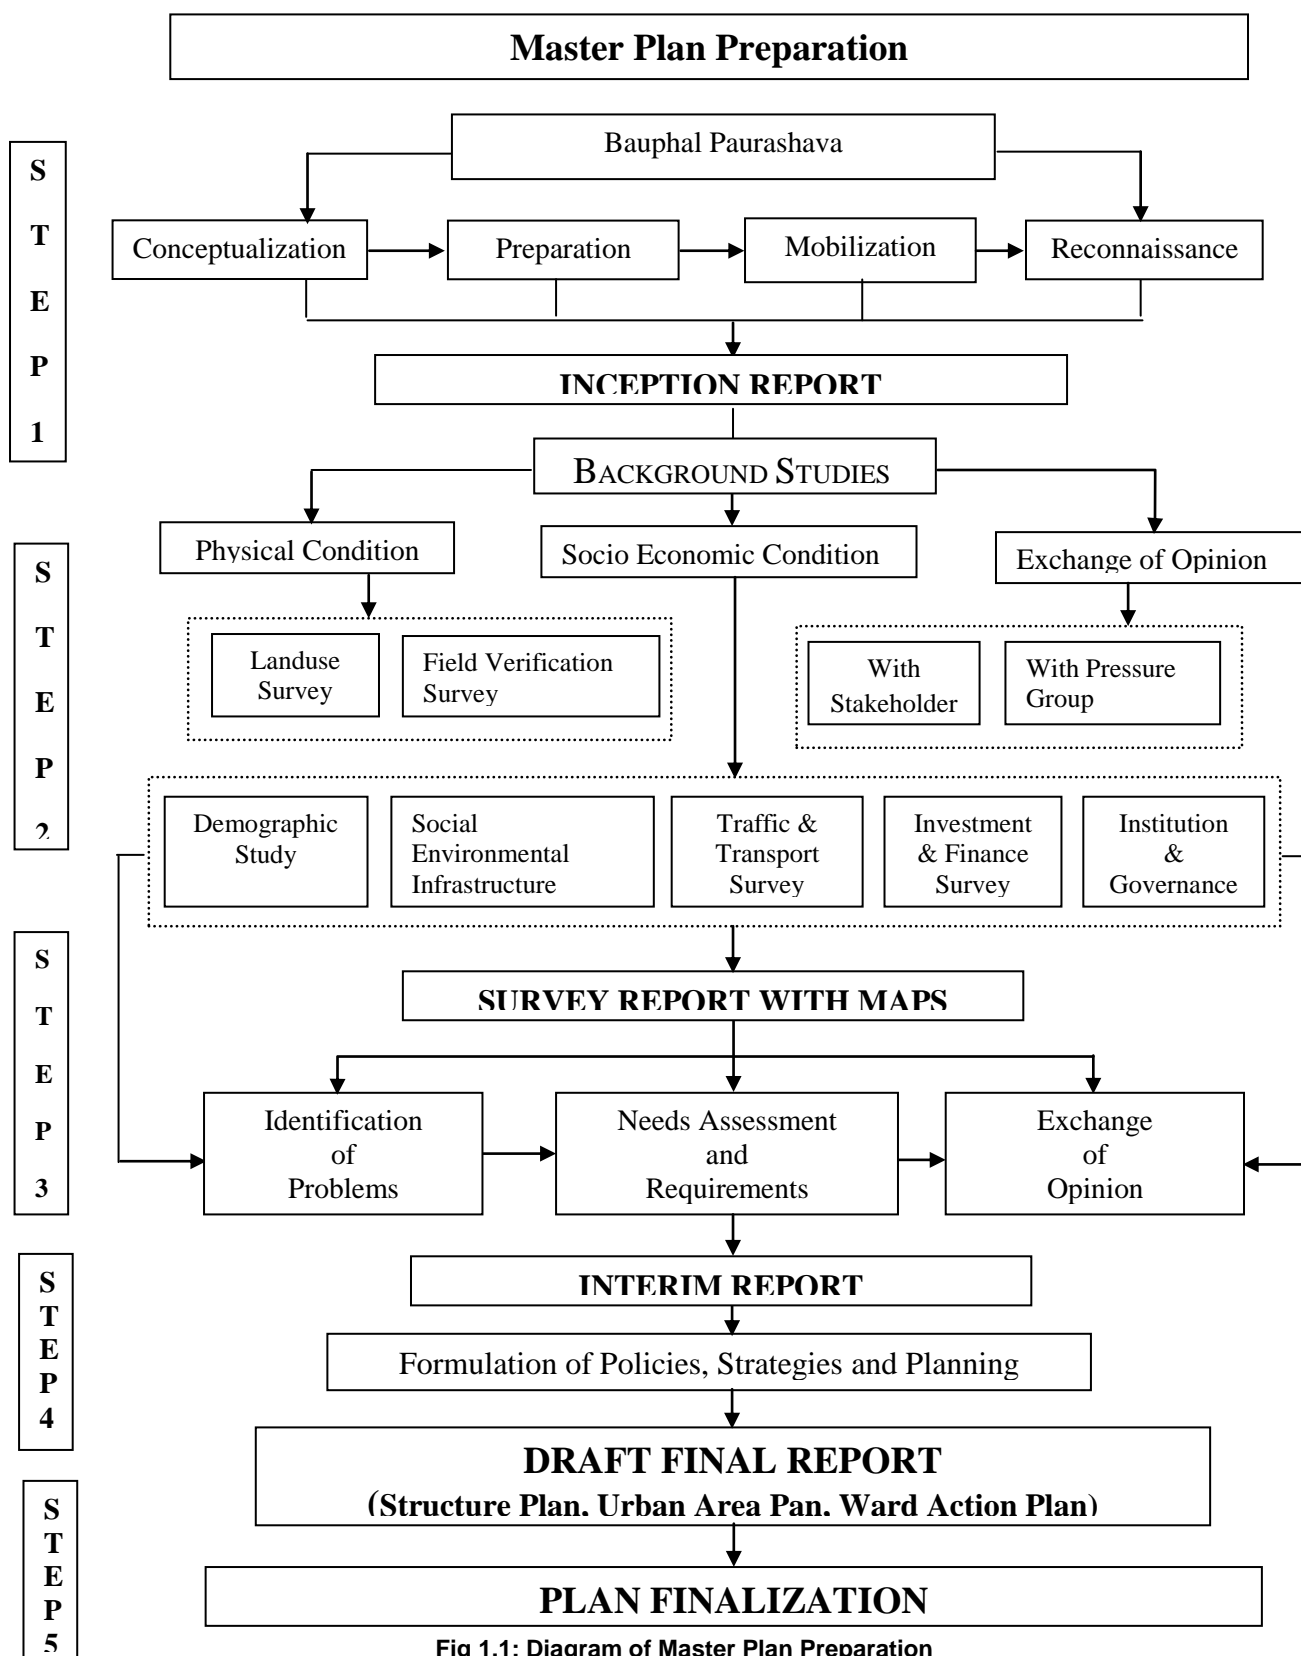 Master Plan Preparation
Bauphal Paurashava
S
T
E
P
1
Conceptualization
Preparation
Mobilization
Reconnaissance
INCEPTION REPORT
BACKGROUND STUDIES
S
T
E
P
2
Physical Condition
Socio Economic Condition
Exchange of Opinion
Landuse
Survey
Field Verification
Survey
With
Stakeholder
With Pressure
Group
Demographic
Study
Social
Environmental
Infrastructure
Traffic &
Transport
Survey
Investment
& Finance
Survey
Institution
&
Governance
S
T
E
P
3
SURVEY REPORT WITH MAPS
Identification
of
Problems
Needs Assessment
and
Requirements
Exchange
of
Opinion
S
T
E
P
4
INTERIM REPORT
Formulation of Policies, Strategies and Planning
DRAFT FINAL REPORT
(Structure Plan, Urban Area Pan, Ward Action Plan)
S
T
E
P
5
PLAN FINALIZATION
Fig 1.1: Diagram of Master Plan Preparation